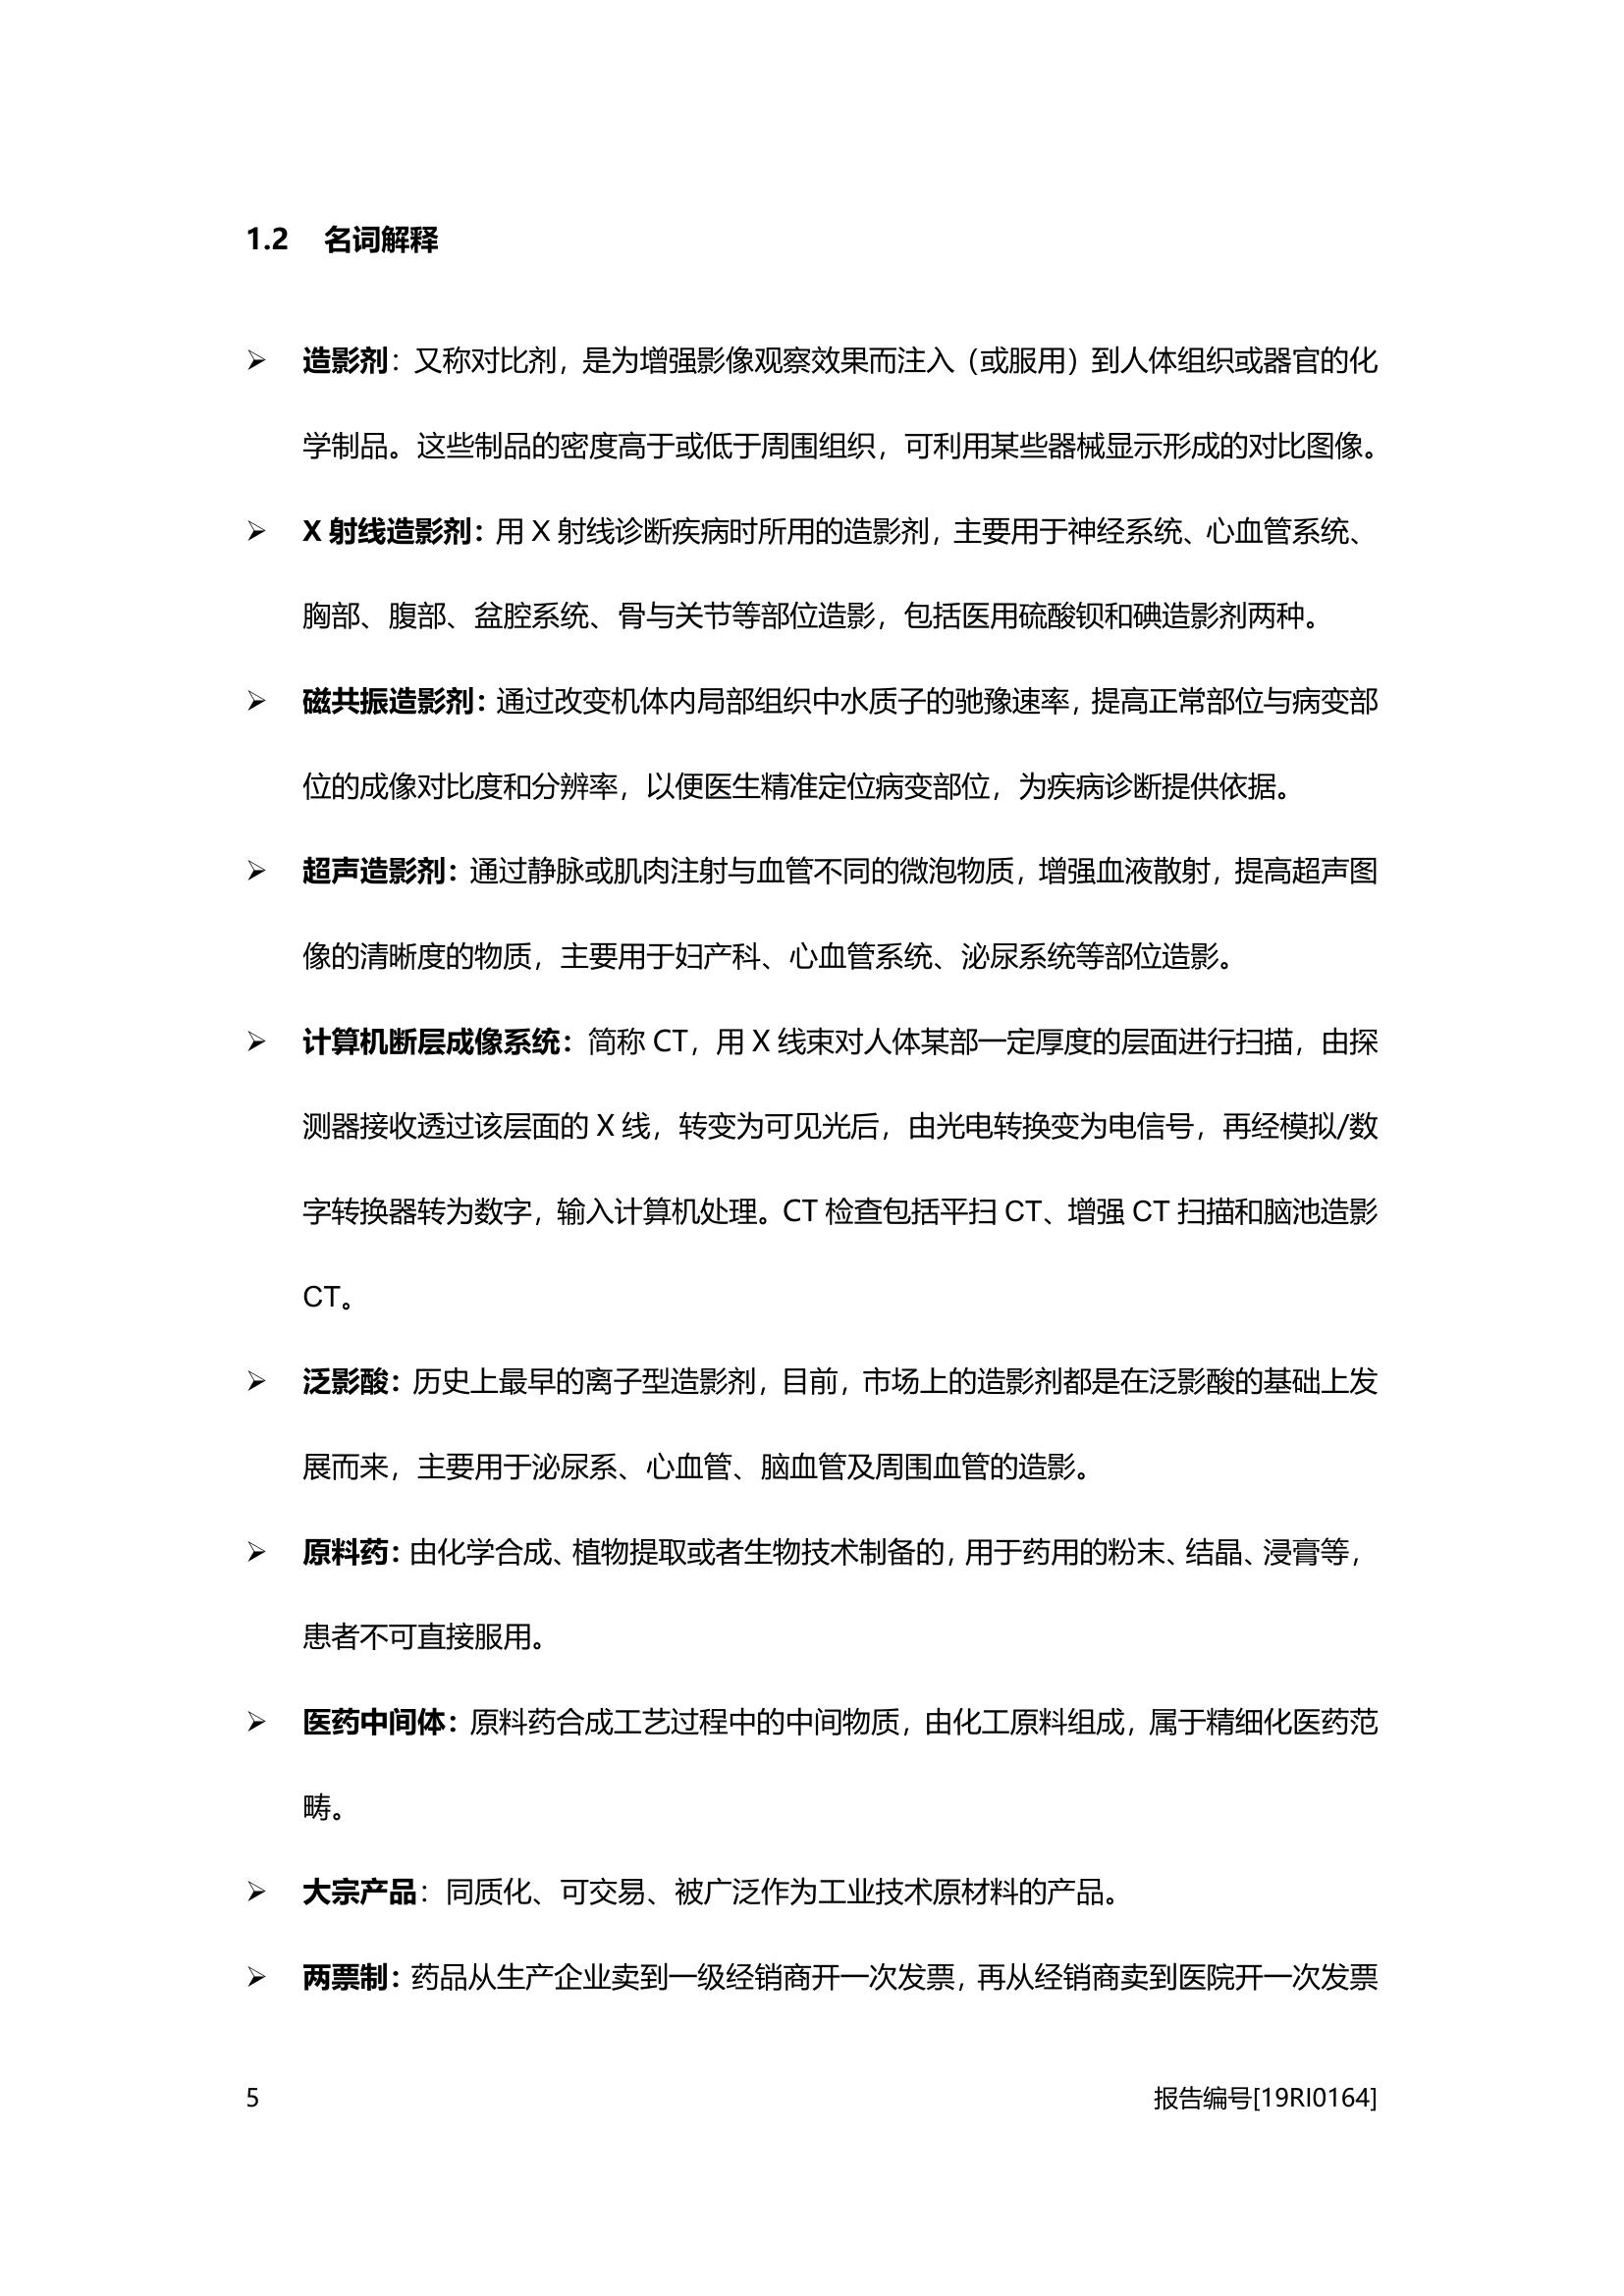 1.2 名词解释
➢ 造影剂：又称对比剂，是为增强影像观察效果而注入（或服用）到人体组织或器官的化
学制品。这些制品的密度高于或低于周围组织，可利用某些器械显示形成的对比图像。
➢ X 射线造影剂：用 X 射线诊断疾病时所用的造影剂，主要用于神经系统、心血管系统、
胸部、腹部、盆腔系统、骨与关节等部位造影，包括医用硫酸钡和碘造影剂两种。
➢ 磁共振造影剂：通过改变机体内局部组织中水质子的驰豫速率，提高正常部位与病变部
位的成像对比度和分辨率，以便医生精准定位病变部位，为疾病诊断提供依据。
➢ 超声造影剂：通过静脉或肌肉注射与血管不同的微泡物质，增强血液散射，提高超声图
像的清晰度的物质，主要用于妇产科、心血管系统、泌尿系统等部位造影。
➢ 计算机断层成像系统：简称 CT，用 X 线束对人体某部一定厚度的层面进行扫描，由探
测器接收透过该层面的 X 线，转变为可见光后，由光电转换变为电信号，再经模拟/数
字转换器转为数字，输入计算机处理。CT 检查包括平扫 CT、增强 CT 扫描和脑池造影
CT。
➢ 泛影酸：历史上最早的离子型造影剂，目前，市场上的造影剂都是在泛影酸的基础上发
展而来，主要用于泌尿系、心血管、脑血管及周围血管的造影。
➢ 原料药：由化学合成、植物提取或者生物技术制备的，用于药用的粉末、结晶、浸膏等，
患者不可直接服用。
➢ 医药中间体：原料药合成工艺过程中的中间物质，由化工原料组成，属于精细化医药范
畴。
➢ 大宗产品：同质化、可交易、被广泛作为工业技术原材料的产品。
➢ 两票制：药品从生产企业卖到一级经销商开一次发票，再从经销商卖到医院开一次发票
5 报告编号[19RI0164]